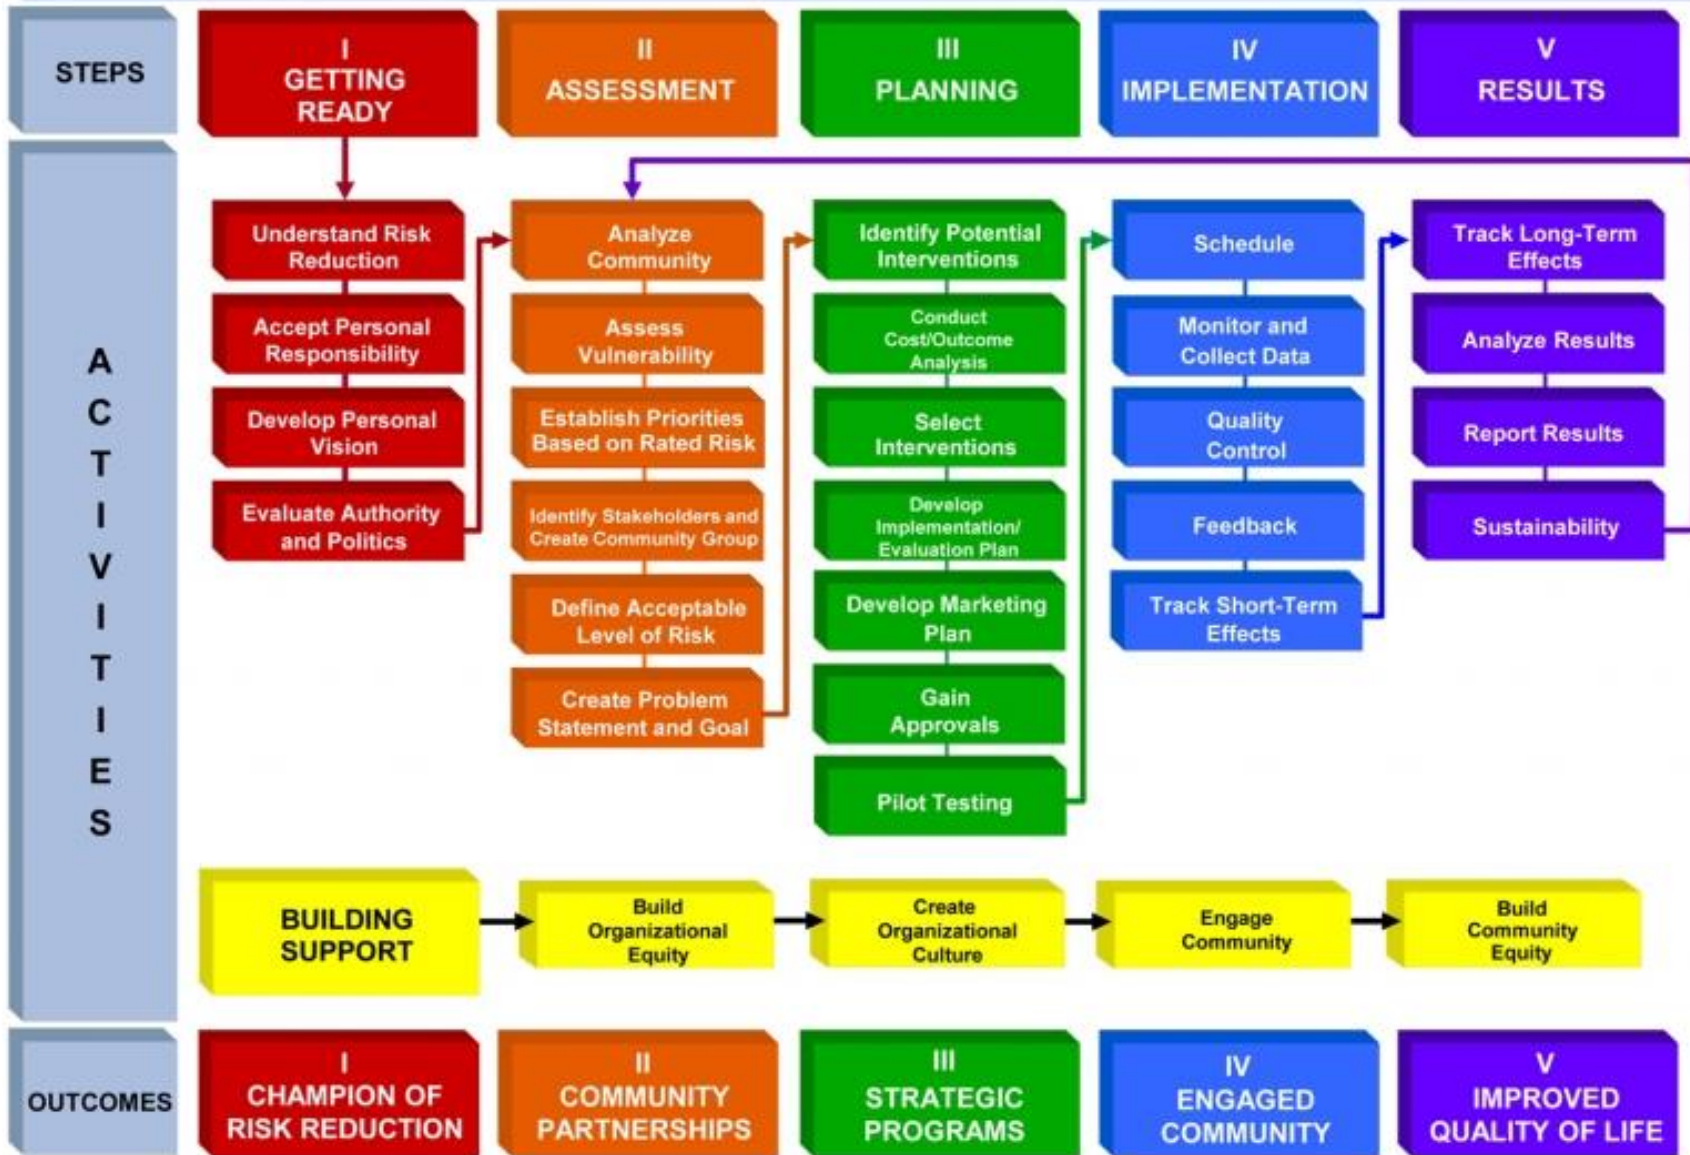 STEPS
I
GETTING
READY
II
ASSESSMENT
III
PLANNING
IV
IMPLEMENTATION
V
RESULTS
A
C
T
I
V
I
T
I
E
S
Understand Risk
Reduction
Accept Personal
Responsibility
Develop Personal
Vision
Evaluate Authority
and Politics
Analyze
Community
Assess
Vulnerability
Establish Priorities
Based on Rated Risk
Identify Stakeholders and
Create Community Group
Define Acceptable
Level of Risk
Create Problem
Statement and Goal
Identify Potential
Interventions
Conduct
Cost/Outcome
Analysis
Select
Interventions
Develop
Implementation/
Evaluation Plan
Develop Marketing
Plan
Gain
Approvals
Pilot Testing
Schedule
Monitor and
Collect Data
Quality
Control
Feedback
Track Short-Term
Effects
Track Long-Term
Effects
Analyze Results
Report Results
Sustainability
BUILDING
SUPPORT
Build
Organizational
Equity
Create
Organizational
Culture
Engage
Community
Build
Community
Equity
OUTCOMES
I
CHAMPION OF
RISK REDUCTION
II
COMMUNITY
PARTNERSHIPS
III
STRATEGIC
PROGRAMS
IV
ENGAGED
COMMUNITY
V
IMPROVED
QUALITY OF LIFE